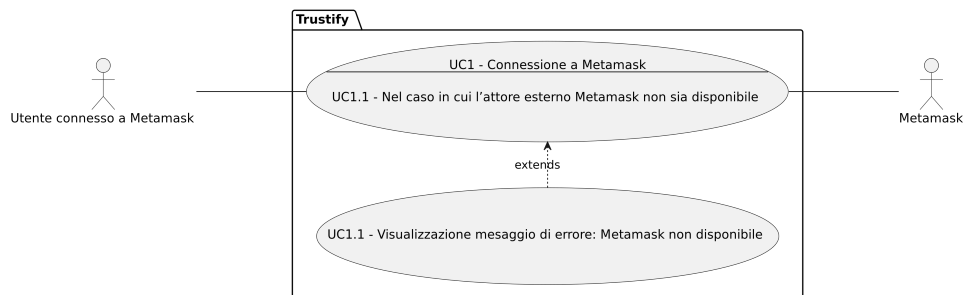 Trustify
UC1 - Connessione a Metamask
UC1.1 - Nel caso in cui l’attore esterno Metamask non sia disponibile
Utente connesso a Metamask
Metamask
extends
UC1.1 - Visualizzazione mesaggio di errore: Metamask non disponibile